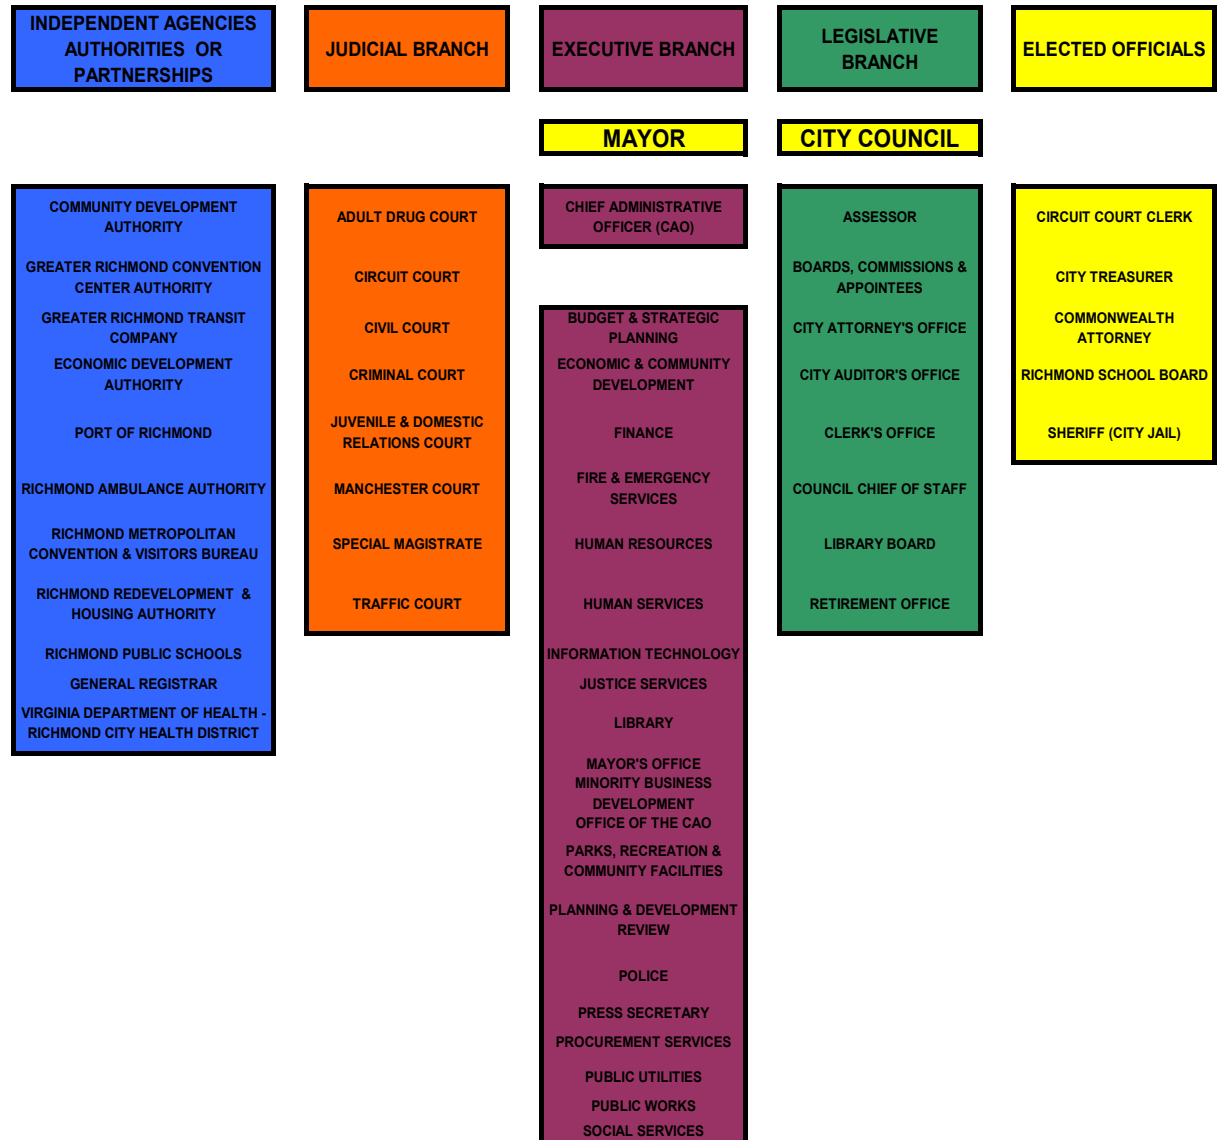 INDEPENDENT AGENCIES
AUTHORITIES OR
PARTNERSHIPS
JUDICIAL BRANCH
EXECUTIVE BRANCH
LEGISLATIVE
BRANCH
ELECTED OFFICIALS
MAYOR
CITY COUNCIL
COMMUNITY DEVELOPMENT
AUTHORITY
GREATER RICHMOND CONVENTION
CENTER AUTHORITY
GREATER RICHMOND TRANSIT
COMPANY
ECONOMIC DEVELOPMENT
AUTHORITY
PORT OF RICHMOND
RICHMOND AMBULANCE AUTHORITY
RICHMOND METROPOLITAN
CONVENTION & VISITORS BUREAU
RICHMOND REDEVELOPMENT &
HOUSING AUTHORITY
RICHMOND PUBLIC SCHOOLS
GENERAL REGISTRAR
VIRGINIA DEPARTMENT OF HEALTH -
RICHMOND CITY HEALTH DISTRICT
ADULT DRUG COURT
CIRCUIT COURT
CIVIL COURT
CRIMINAL COURT
JUVENILE & DOMESTIC
RELATIONS COURT
MANCHESTER COURT
SPECIAL MAGISTRATE
TRAFFIC COURT
CHIEF ADMINISTRATIVE
OFFICER (CAO)
BUDGET & STRATEGIC
PLANNING
ECONOMIC & COMMUNITY
DEVELOPMENT
FINANCE
FIRE & EMERGENCY
SERVICES
HUMAN RESOURCES
HUMAN SERVICES
INFORMATION TECHNOLOGY
JUSTICE SERVICES
LIBRARY
MAYOR'S OFFICE
MINORITY BUSINESS
DEVELOPMENT
OFFICE OF THE CAO
PARKS, RECREATION &
COMMUNITY FACILITIES
PLANNING & DEVELOPMENT
REVIEW
POLICE
PRESS SECRETARY
PROCUREMENT SERVICES
PUBLIC UTILITIES
PUBLIC WORKS
SOCIAL SERVICES
ASSESSOR
BOARDS, COMMISSIONS &
APPOINTEES
CITY ATTORNEY'S OFFICE
CITY AUDITOR'S OFFICE
CLERK'S OFFICE
COUNCIL CHIEF OF STAFF
LIBRARY BOARD
RETIREMENT OFFICE
CIRCUIT COURT CLERK
CITY TREASURER
COMMONWEALTH
ATTORNEY
RICHMOND SCHOOL BOARD
SHERIFF (CITY JAIL)